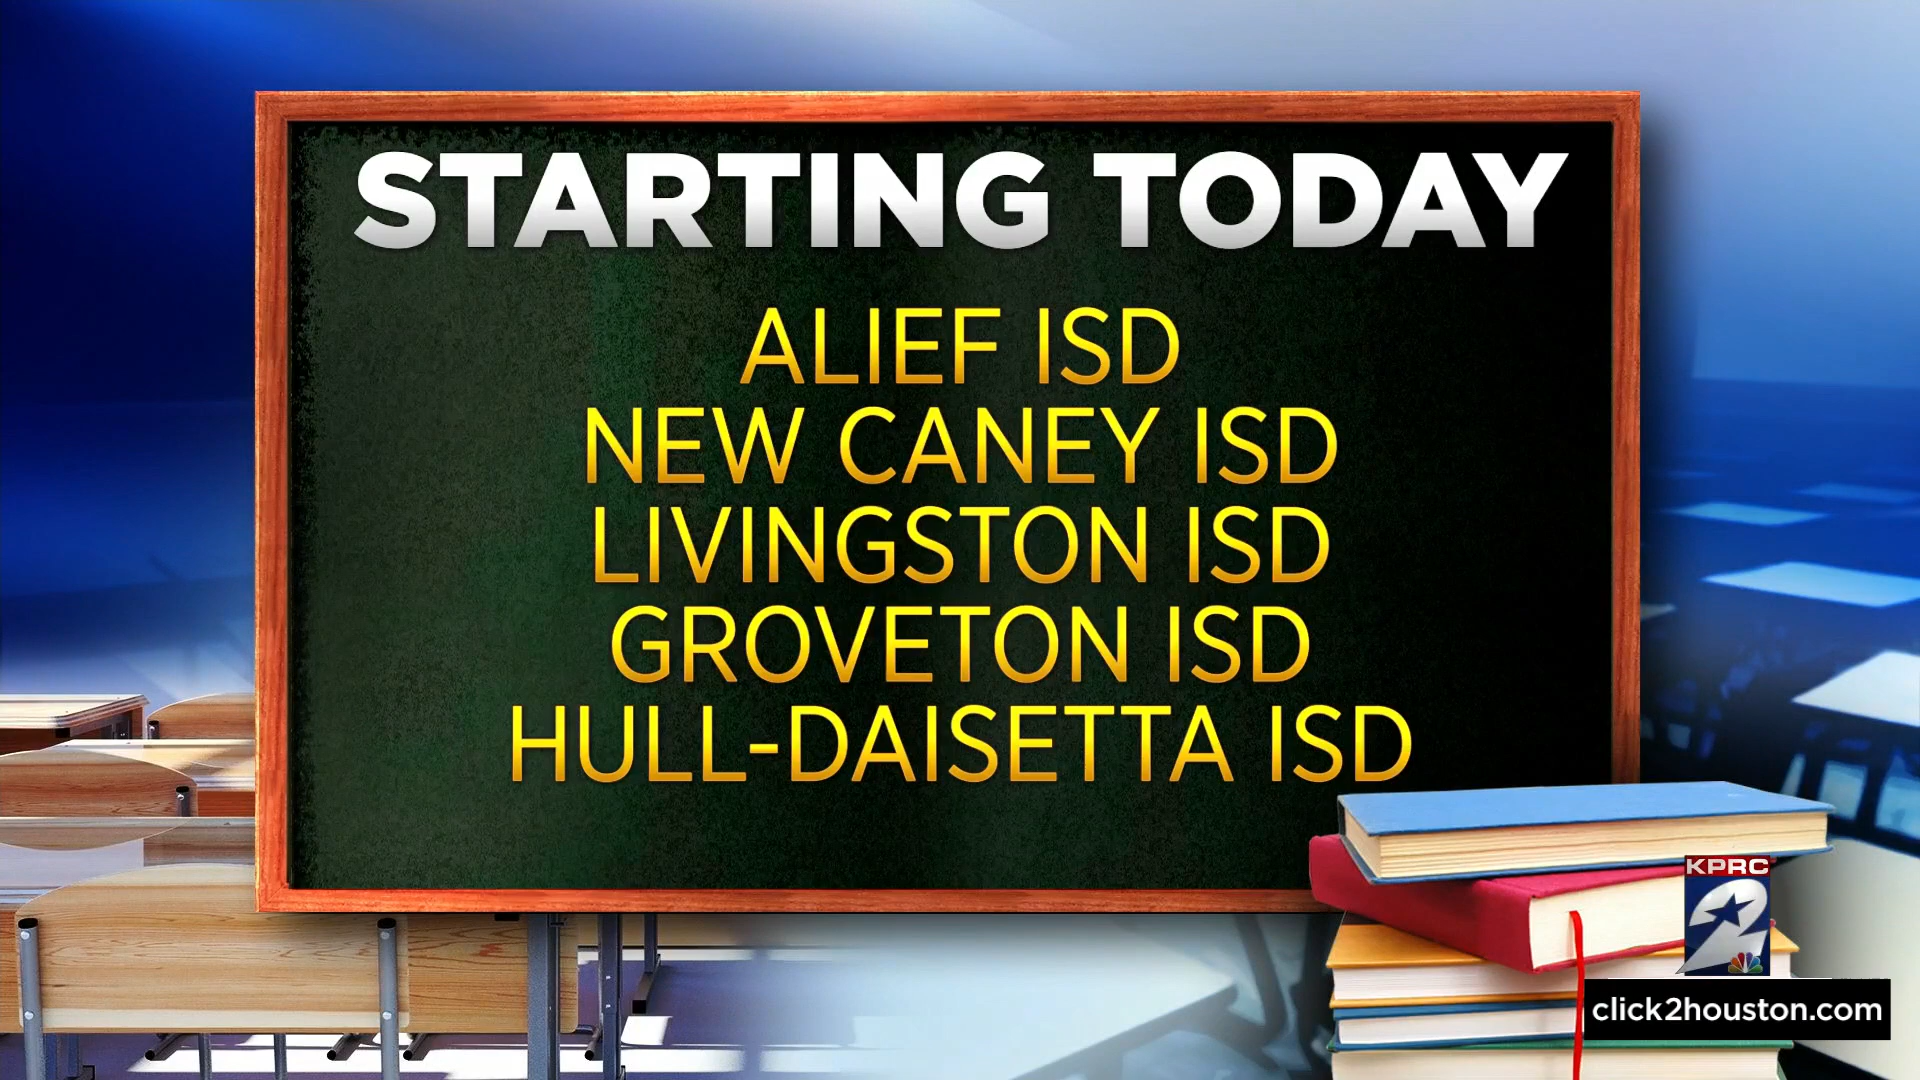 STARTING TODAY
ALIEF ISD
NEW CANEY ISD
LIVINGSTON ISD
GROVETON ISD
HULL-DAISETTA ISD
KPRC
2
click2houston.com